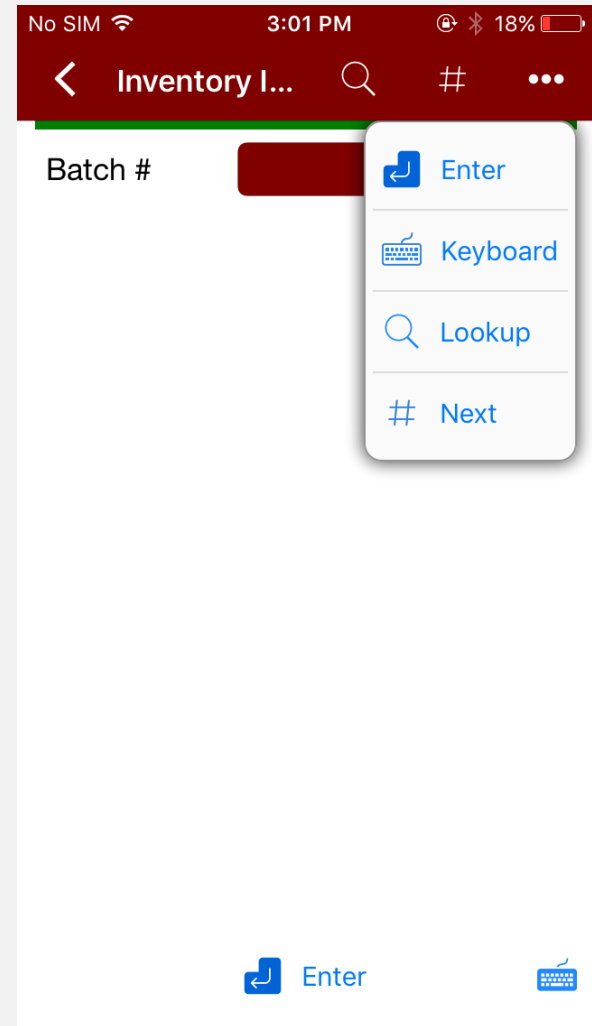 No SIM 3:01 PM 18%
Inventory I... # •••
Batch #
Enter
Keyboard
Lookup
# Next
Enter